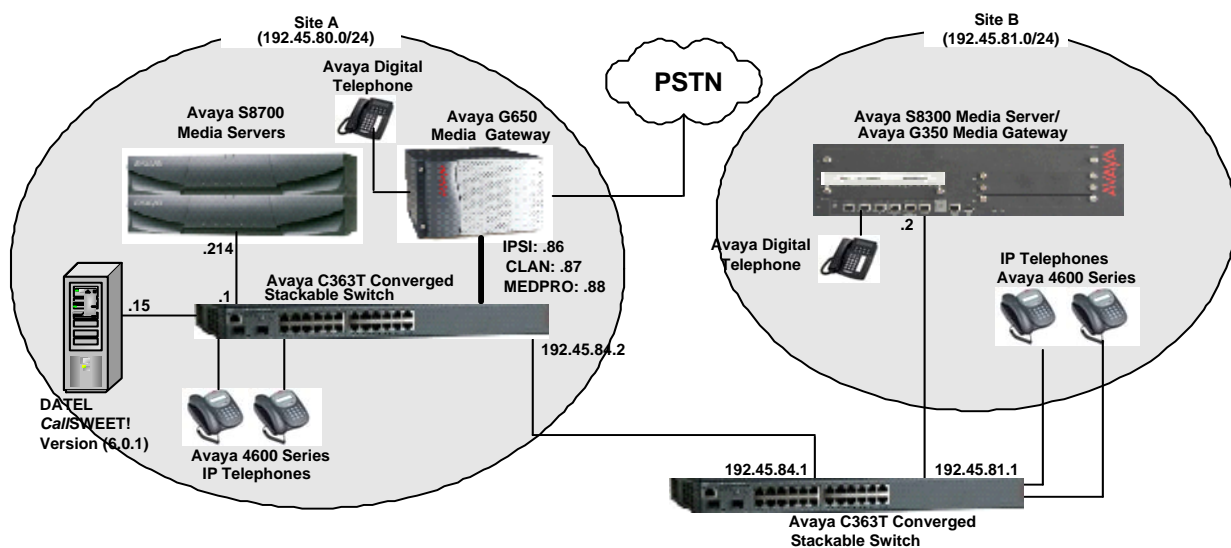 Site A
(192.45.80.0/24)
Site B
(192.45.81.0/24)
Avaya Digital
Telephone
PSTN
Avaya S8700
Media Servers
Avaya G650
Media Gateway
Avaya S8300 Media Server/
Avaya G350 Media Gateway
AVAYA
.214
IPSI: .86
CLAN: .87
MEDPRO: .88
.2
Avaya Digital
Telephone
IP Telephones
Avaya 4600 Series
Avaya C363T Converged
Stackable Switch
.1
.15
192.45.84.2
DATEL
CallSWEET!
Version (6.0.1)
Avaya 4600 Series
IP Telephones
192.45.84.1
192.45.81.1
Avaya C363T Converged
Stackable Switch